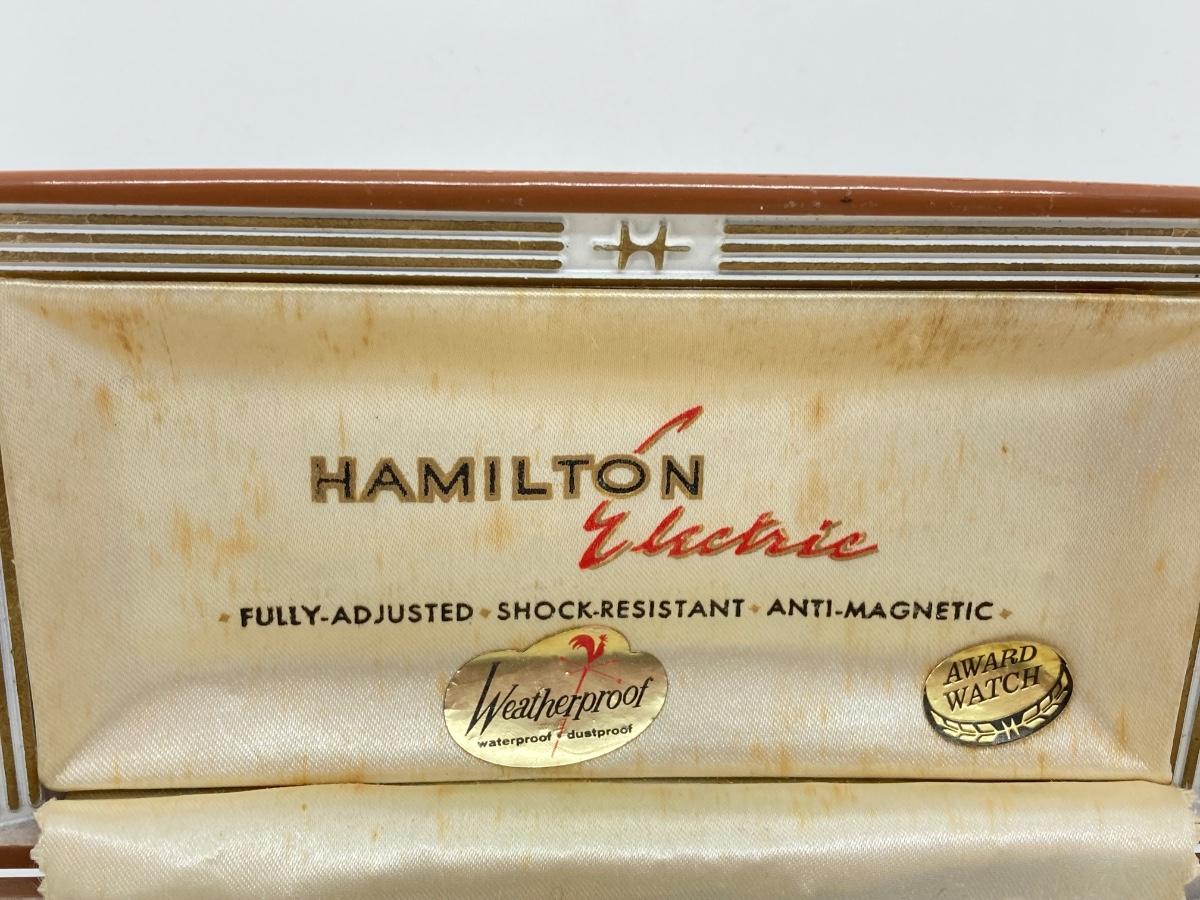 H
HAMILTON
Electric
FULLY-ADJUSTED • SHOCK-RESISTANT • ANTI-MAGNETIC
Weatherproof
waterproof • dustproof
AWARD
WATCH
H